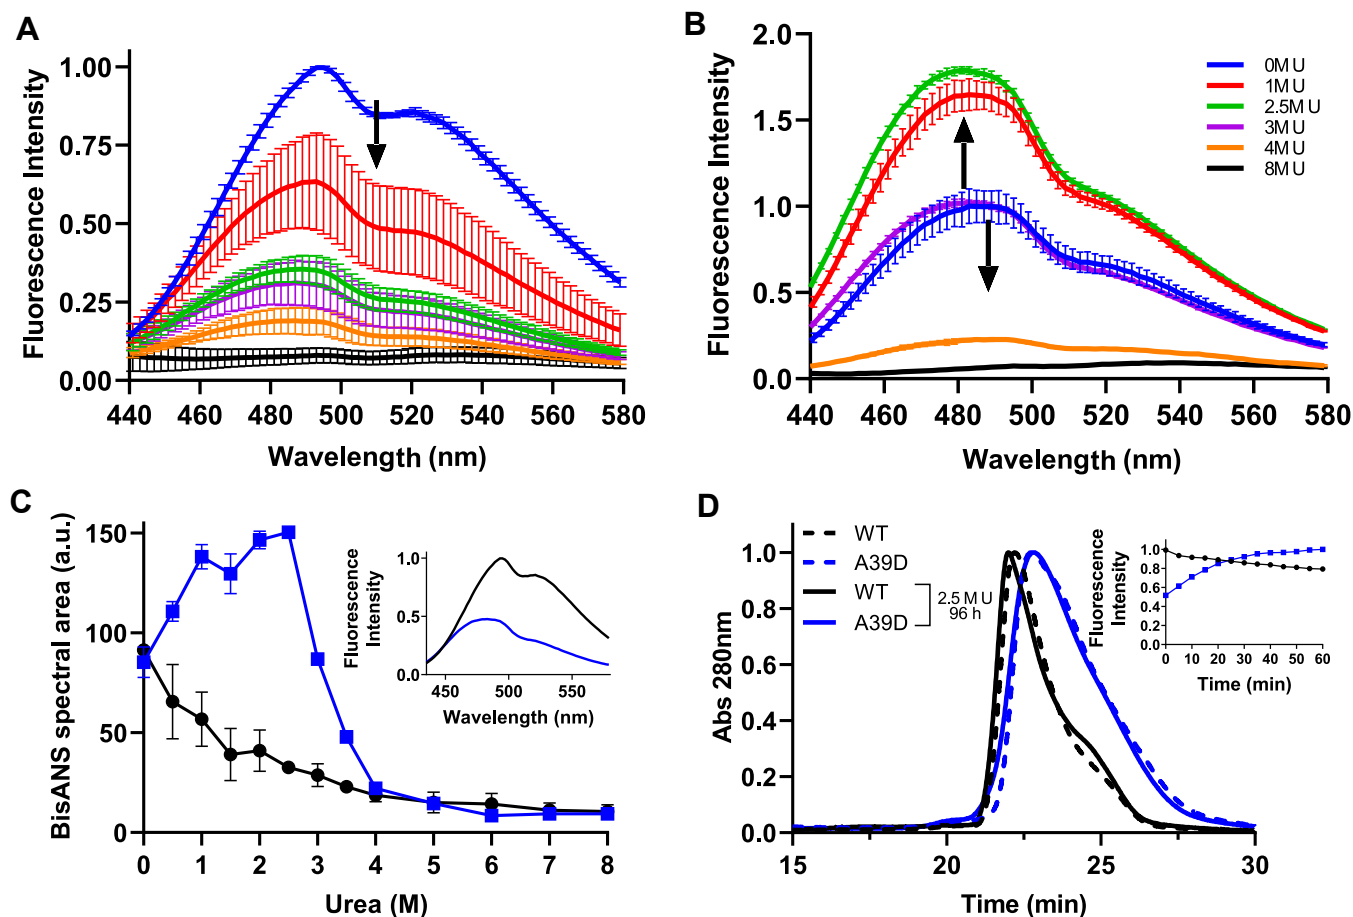 A
Fluorescence Intensity
1.00
0.75
0.50
0.25
0.00
440 460 480 500 520 540 560 580
Wavelength (nm)
B
Fluorescence Intensity
2.0
1.5
1.0
0.5
0.0
440 460 480 500 520 540 560 580
Wavelength (nm)
0M U
1M U
2.5M U
3M U
4M U
8M U
C
BisANS spectral area (a.u.)
150
100
50
0
0 1 2 3 4 5 6 7 8
Urea (M)
Fluorescence
Intensity
1.0
0.5
0.0
450 500 550
Wavelength (nm)
D
Abs 280nm
1.0
0.8
0.6
0.4
0.2
0.0
15 20 25 30
Time (min)
WT
A39D
WT
A39D
2.5 M U
96 h
Fluorescence
Intensity
1.0
0.8
0.6
0.4
0.2
0.0
0 10 20 30 40 50 60
Time (min)